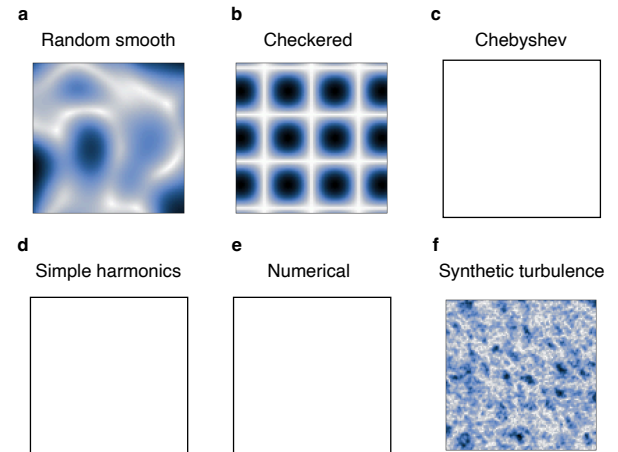 a
Random smooth
b
Checkered
c
Chebyshev
d
Simple harmonics
e
Numerical
f
Synthetic turbulence